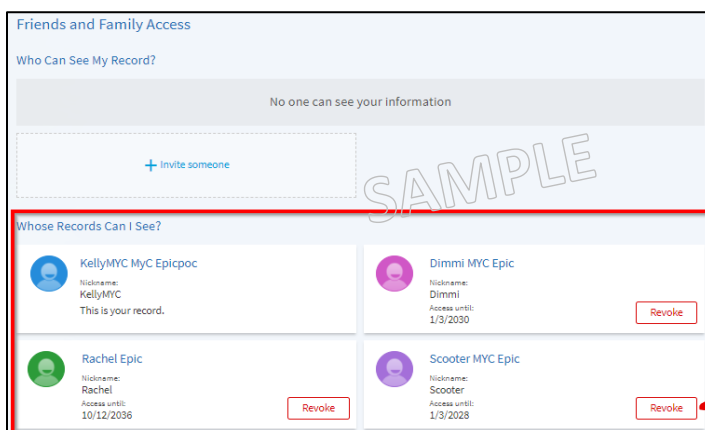 Friends and Family Access
Who Can See My Record?
No one can see your information
+ Invite someone
SAMPLE
Whose Records Can I See?
KellyMYC MyC Epicpoc
Nickname:
KellyMYC
This is your record.
Dimmi MYC Epic
Nickname:
Dimmi
Access until:
1/3/2030
Revoke
Rachel Epic
Nickname:
Rachel
Access until:
10/12/2036
Revoke
Scooter MYC Epic
Nickname:
Scooter
Access until:
1/3/2028
Revoke